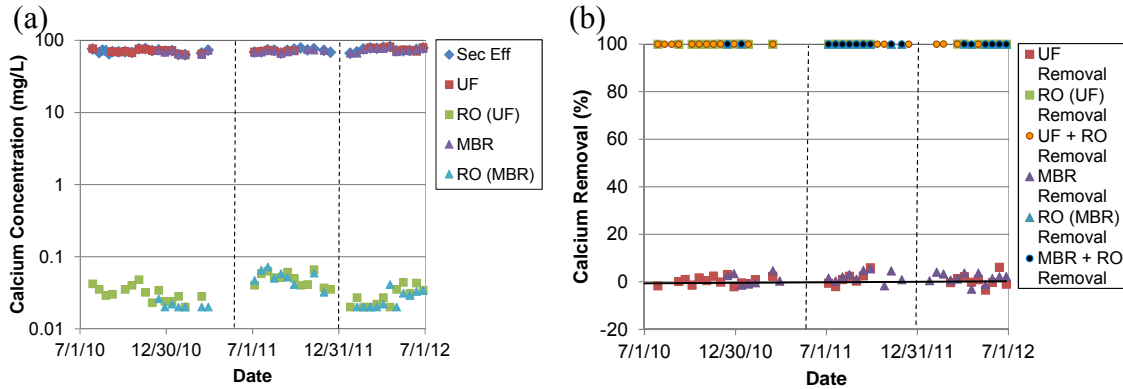 (a)
Calcium Concentration (mg/L)
100
10
1
0.1
0.01
7/1/10
12/30/10
7/1/11
12/31/11
7/1/12
Date
Sec Eff
UF
RO (UF)
MBR
RO (MBR)
(b)
Calcium Removal (%)
100
80
60
40
20
0
-20
7/1/10
12/30/10
7/1/11
12/31/11
7/1/12
Date
UF
Removal
RO (UF)
Removal
UF + RO
Removal
MBR
Removal
RO (MBR)
Removal
MBR + RO
Removal